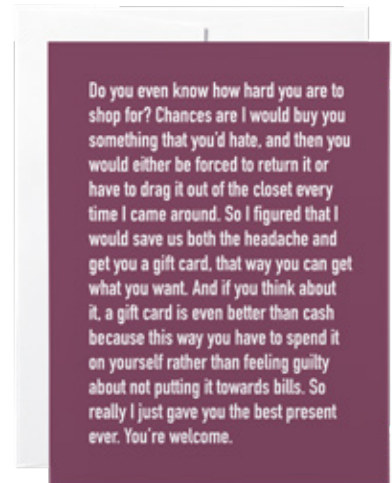 Do you even know how hard you are to
shop for? Chances are I would buy you
something that you'd hate, and then you
would either be forced to return it or
have to drag it out of the closet every
time I came around. So I figured that I
would save us both the headache and
get you a gift card, that way you can get
what you want. And if you think about
it, a gift card is even better than cash
because this way you have to spend it
on yourself rather than feeling guilty
about not putting it towards bills. So
really I just gave you the best present
ever. You're welcome.